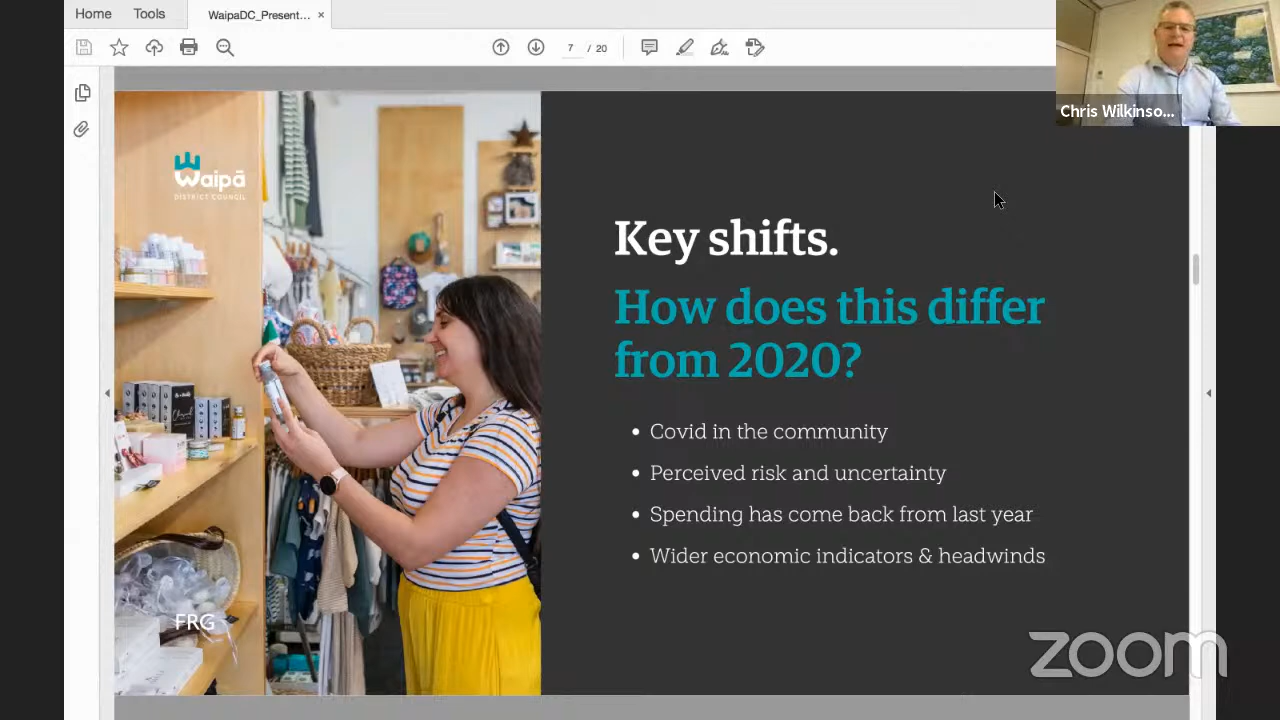 Home Tools WaipaDC_Present... ×
7 / 20
Chris Wilkinso...
Waipā
DISTRICT COUNCIL
Key shifts.
How does this differ
from 2020?
• Covid in the community
• Perceived risk and uncertainty
• Spending has come back from last year
• Wider economic indicators & headwinds
FRG
zoom